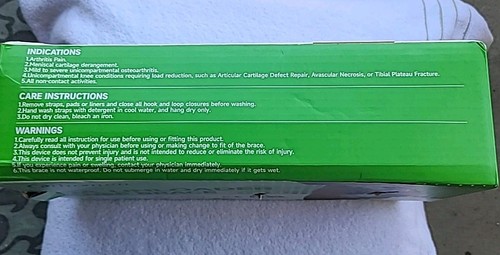 INDICATIONS
1.Arthritis Pain.
2.Meniscal cartilage derangement.
3.Mild to severe unicompartmental osteoarthritis.
4.Unicompartmental knee conditions requiring load reduction, such as Articular Cartilage Defect Repair, Avascular Necrosis, or Tibial Plateau Fracture.
5.All non-contact activities.
CARE INSTRUCTIONS
1.Remove straps, pads or liners and close all hook and loop closures before washing.
2.Hand wash straps with detergent in cool water, and hang dry only.
3.Do not dry clean, bleach an iron.
WARNINGS
1.Carefully read all instruction for use before using or fitting this product.
2.Always consult with your physician before using or making change to fit of the brace.
3.This device does not prevent injury and is not intended to reduce or eliminate the risk of injury.
4.This device is intended for single patient use.
5.If you experience pain or swelling, contact your physician immediately.
6.This brace is not waterproof. Do not submerge in water and dry immediately if it gets wet.